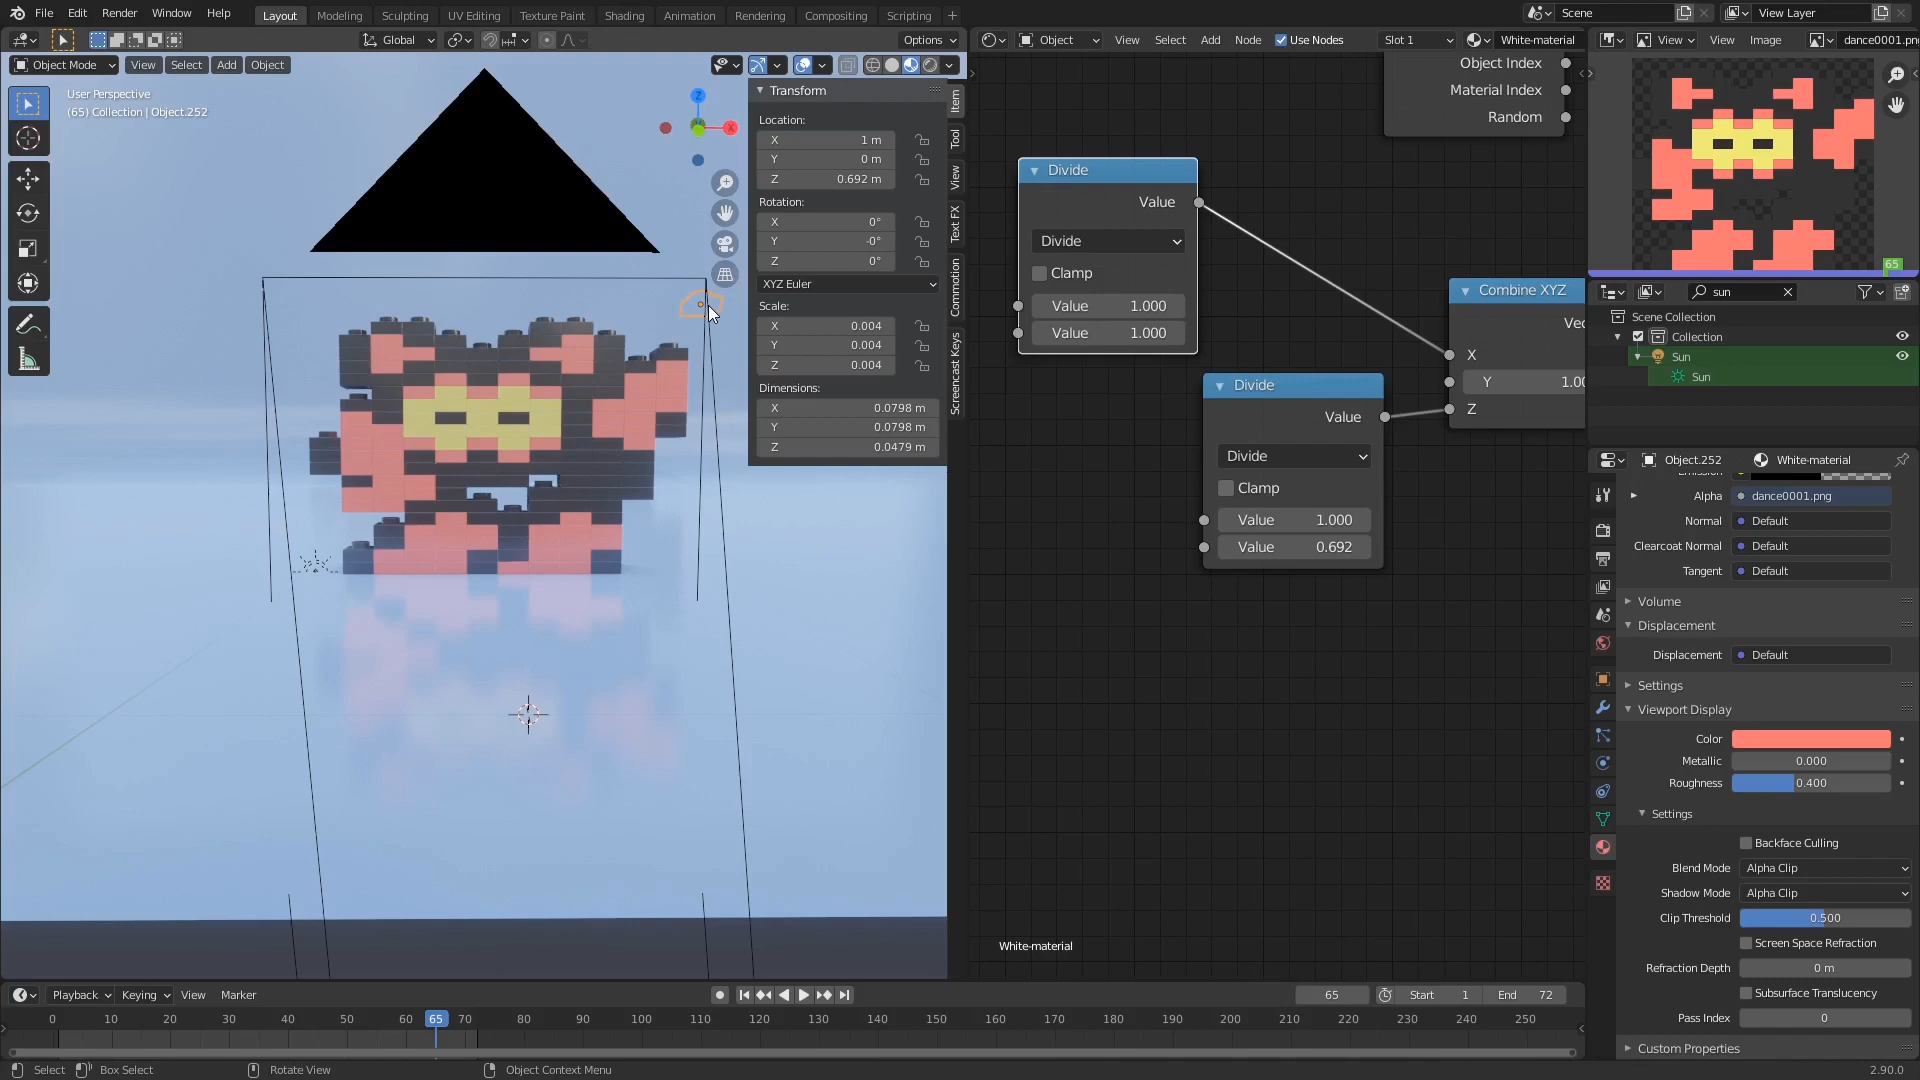 File Edit Render Window Help Layout Modeling Sculpting UV Editing Texture Paint Shading Animation Rendering Compositing Scripting + Scene View Layer
Global Options Object View Select Add Node Use Nodes Slot 1 White-material View View Image dance0001.pn
Object Mode View Select Add Object
User Perspective
(65) Collection | Object.252
Z
X
Transform
Location:
X 1 m
Y 0 m
Z 0.692 m
Rotation:
X 0°
Y -0°
Z 0°
XYZ Euler
Scale:
X 0.004
Y 0.004
Z 0.004
Dimensions:
X 0.0798 m
Y 0.0798 m
Z 0.0479 m
Item
Tool
View
Text FX
Commotion
Screencast Keys
Object Index
Material Index
Random
Divide
Value
Divide
Clamp
Value 1.000
Value 1.000
Divide
Value
Divide
Clamp
Value 1.000
Value 0.692
Combine XYZ
Vec
X
Y 1.00
Z
White-material
65
sun
Scene Collection
Collection
Sun
Sun
Object.252 White-material
Alpha dance0001.png
Normal Default
Clearcoat Normal Default
Tangent Default
Volume
Displacement
Displacement Default
Settings
Viewport Display
Color
Metallic 0.000
Roughness 0.400
Settings
Backface Culling
Blend Mode Alpha Clip
Shadow Mode Alpha Clip
Clip Threshold 0.500
Screen Space Refraction
Refraction Depth 0 m
Subsurface Translucency
Pass Index 0
Custom Properties
Playback Keying View Marker 65 Start 1 End 72
0 10 20 30 40 50 60 65 70 80 90 100 110 120 130 140 150 160 170 180 190 200 210 220 230 240 250
Select Box Select Rotate View Object Context Menu 2.90.0